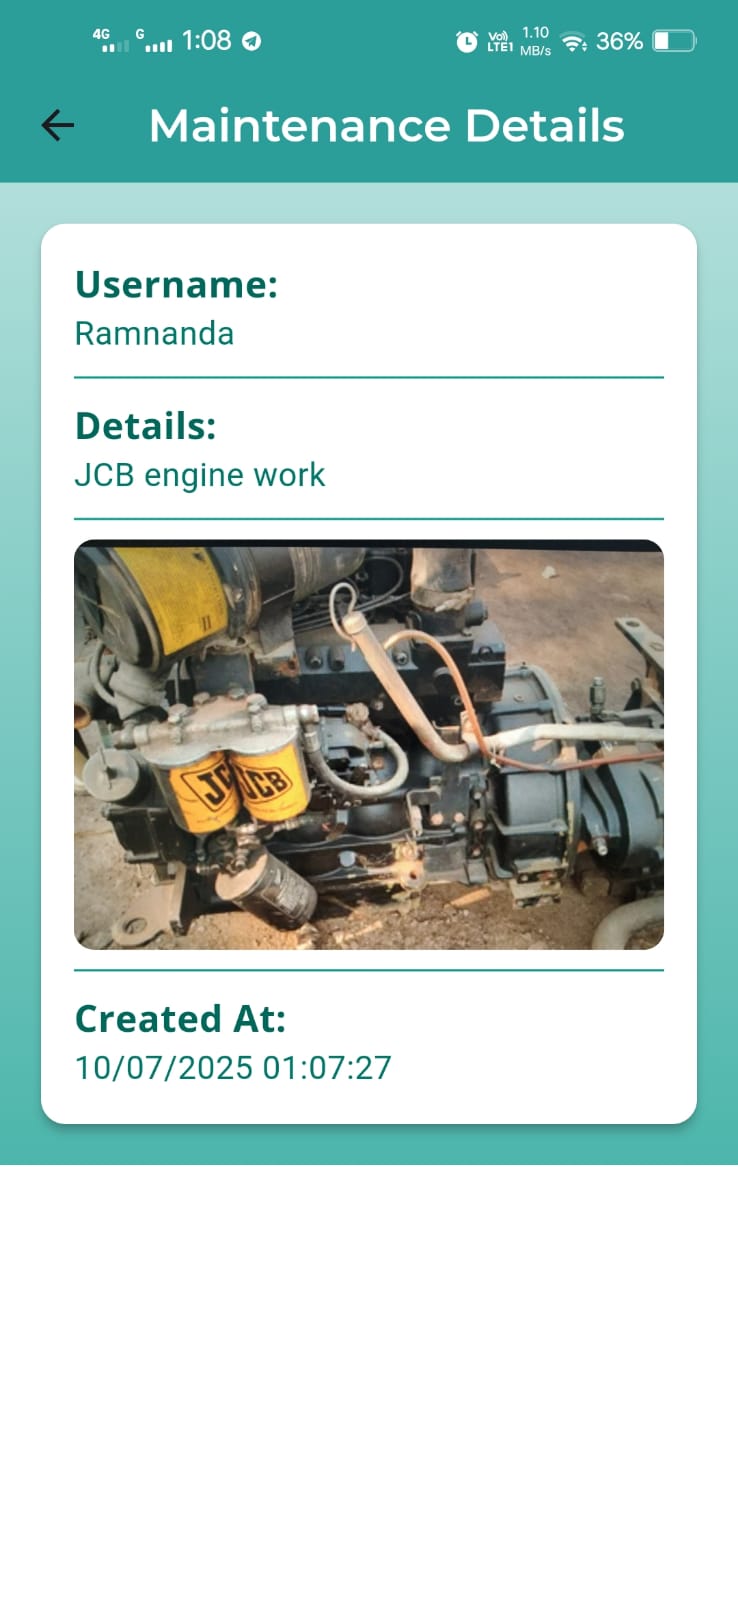 4G G 1:08 Vo) LTE1 1.10 MB/s 36%
Maintenance Details
Username:
Ramnanda
Details:
JCB engine work
JCB JCB
Created At:
10/07/2025 01:07:27